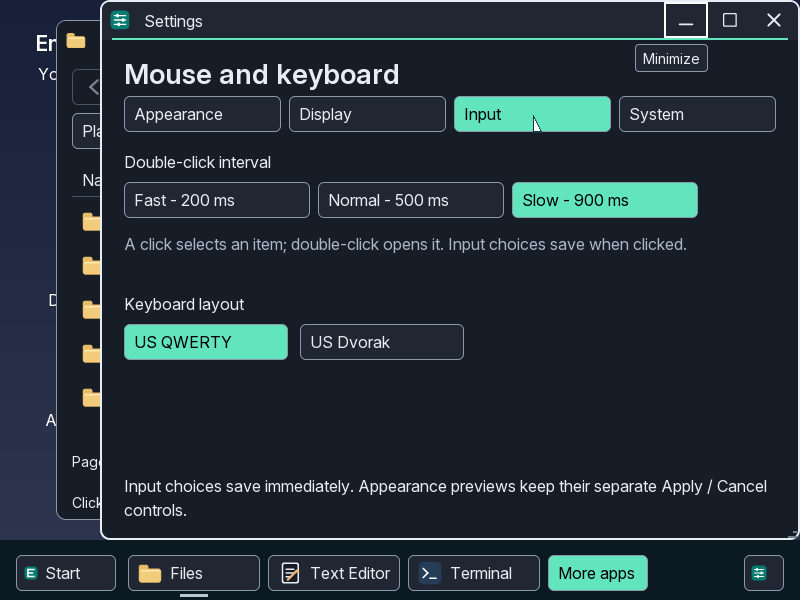 Settings
Minimize
Mouse and keyboard
Appearance
Display
Input
System
Double-click interval
Fast - 200 ms
Normal - 500 ms
Slow - 900 ms
A click selects an item; double-click opens it. Input choices save when clicked.
Keyboard layout
US QWERTY
US Dvorak
Page
Click
Input choices save immediately. Appearance previews keep their separate Apply / Cancel
controls.
E Start
Files
Text Editor
Terminal
More apps